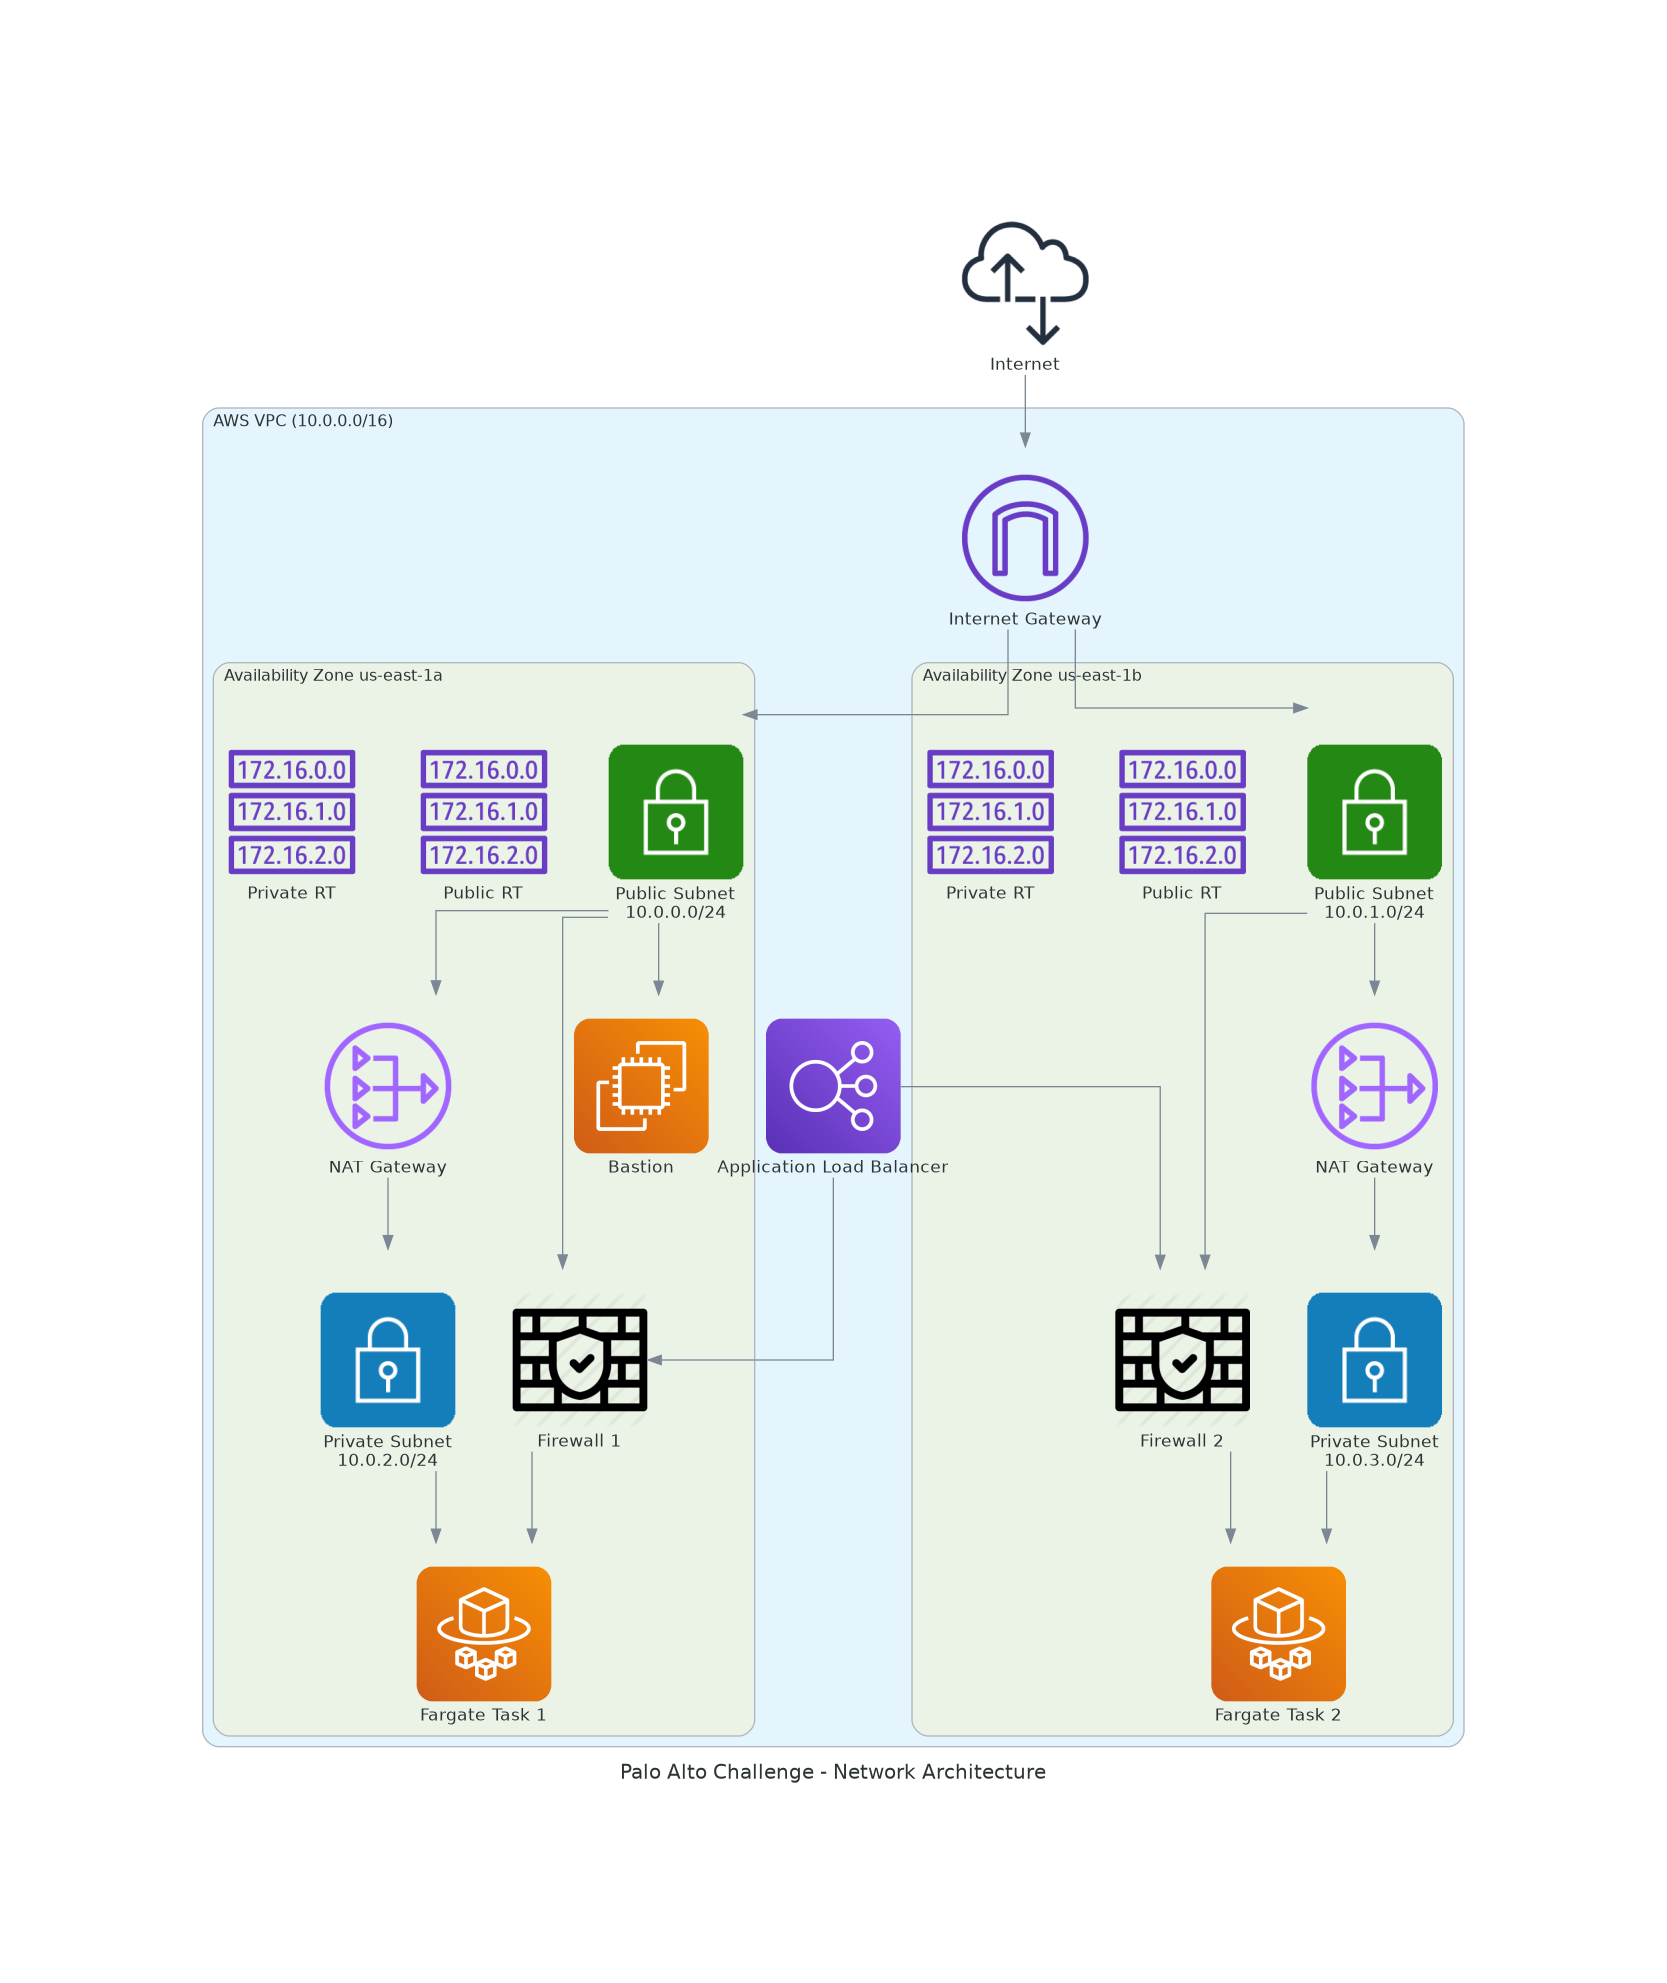 Internet
AWS VPC (10.0.0.0/16)
Internet Gateway
Availability Zone us-east-1a
172.16.0.0
172.16.1.0
172.16.2.0
Private RT
172.16.0.0
172.16.1.0
172.16.2.0
Public RT
Public Subnet
10.0.0.0/24
NAT Gateway
Bastion
Application Load Balancer
Private Subnet
10.0.2.0/24
Firewall 1
Fargate Task 1
Availability Zone us-east-1b
172.16.0.0
172.16.1.0
172.16.2.0
Private RT
172.16.0.0
172.16.1.0
172.16.2.0
Public RT
Public Subnet
10.0.1.0/24
NAT Gateway
Firewall 2
Private Subnet
10.0.3.0/24
Fargate Task 2
Palo Alto Challenge - Network Architecture